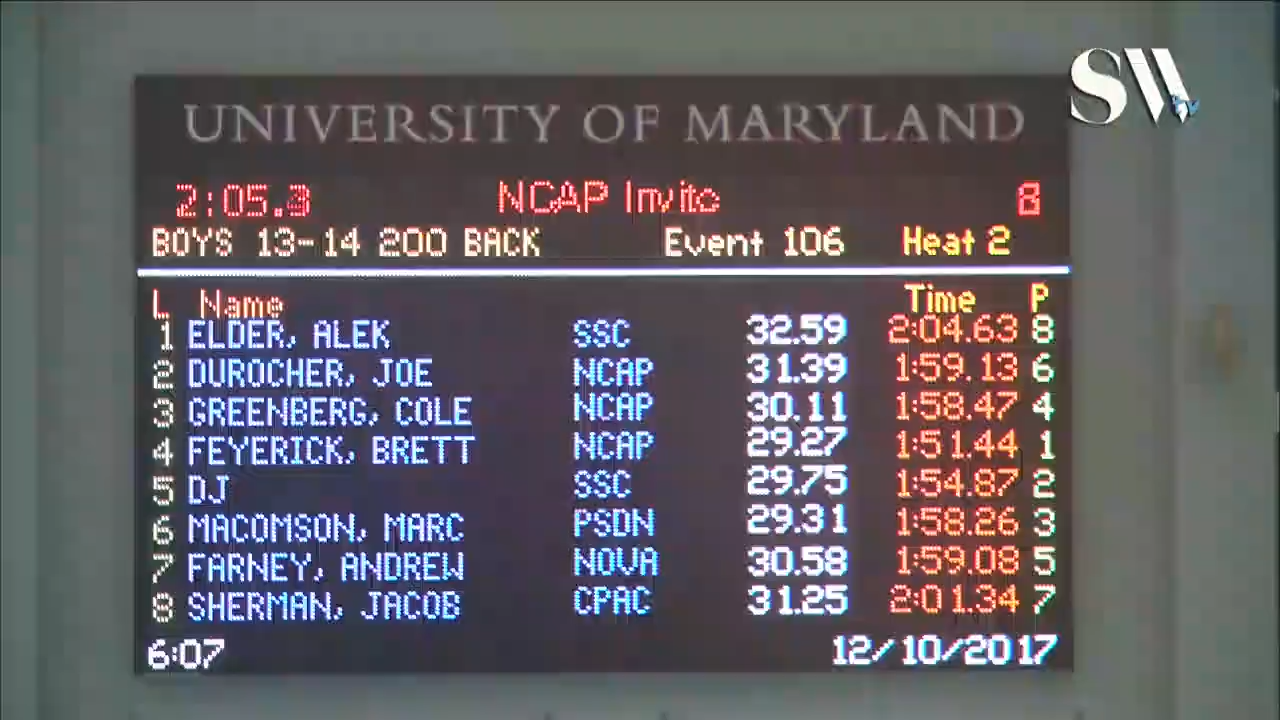 SW
TV
UNIVERSITY OF MARYLAND
2:05.3 NCAP Invite 8
BOYS 13-14 200 BACK Event 106 Heat 2
L Name Time P
1 ELDER, ALEK SSC 32.59 2:04.63 8
2 DUROCHER, JOE NCAP 31.39 1:59.13 6
3 GREENBERG, COLE NCAP 30.11 1:58.47 4
4 FEYERICK, BRETT NCAP 29.27 1:51.44 1
5 DJ SSC 29.75 1:54.87 2
6 MACOMSON, MARC PSDN 29.31 1:58.26 3
7 FARNEY, ANDREW NOVA 30.58 1:59.08 5
8 SHERMAN, JACOB CPAC 31.25 2:01.34 7
6:07 12/10/2017